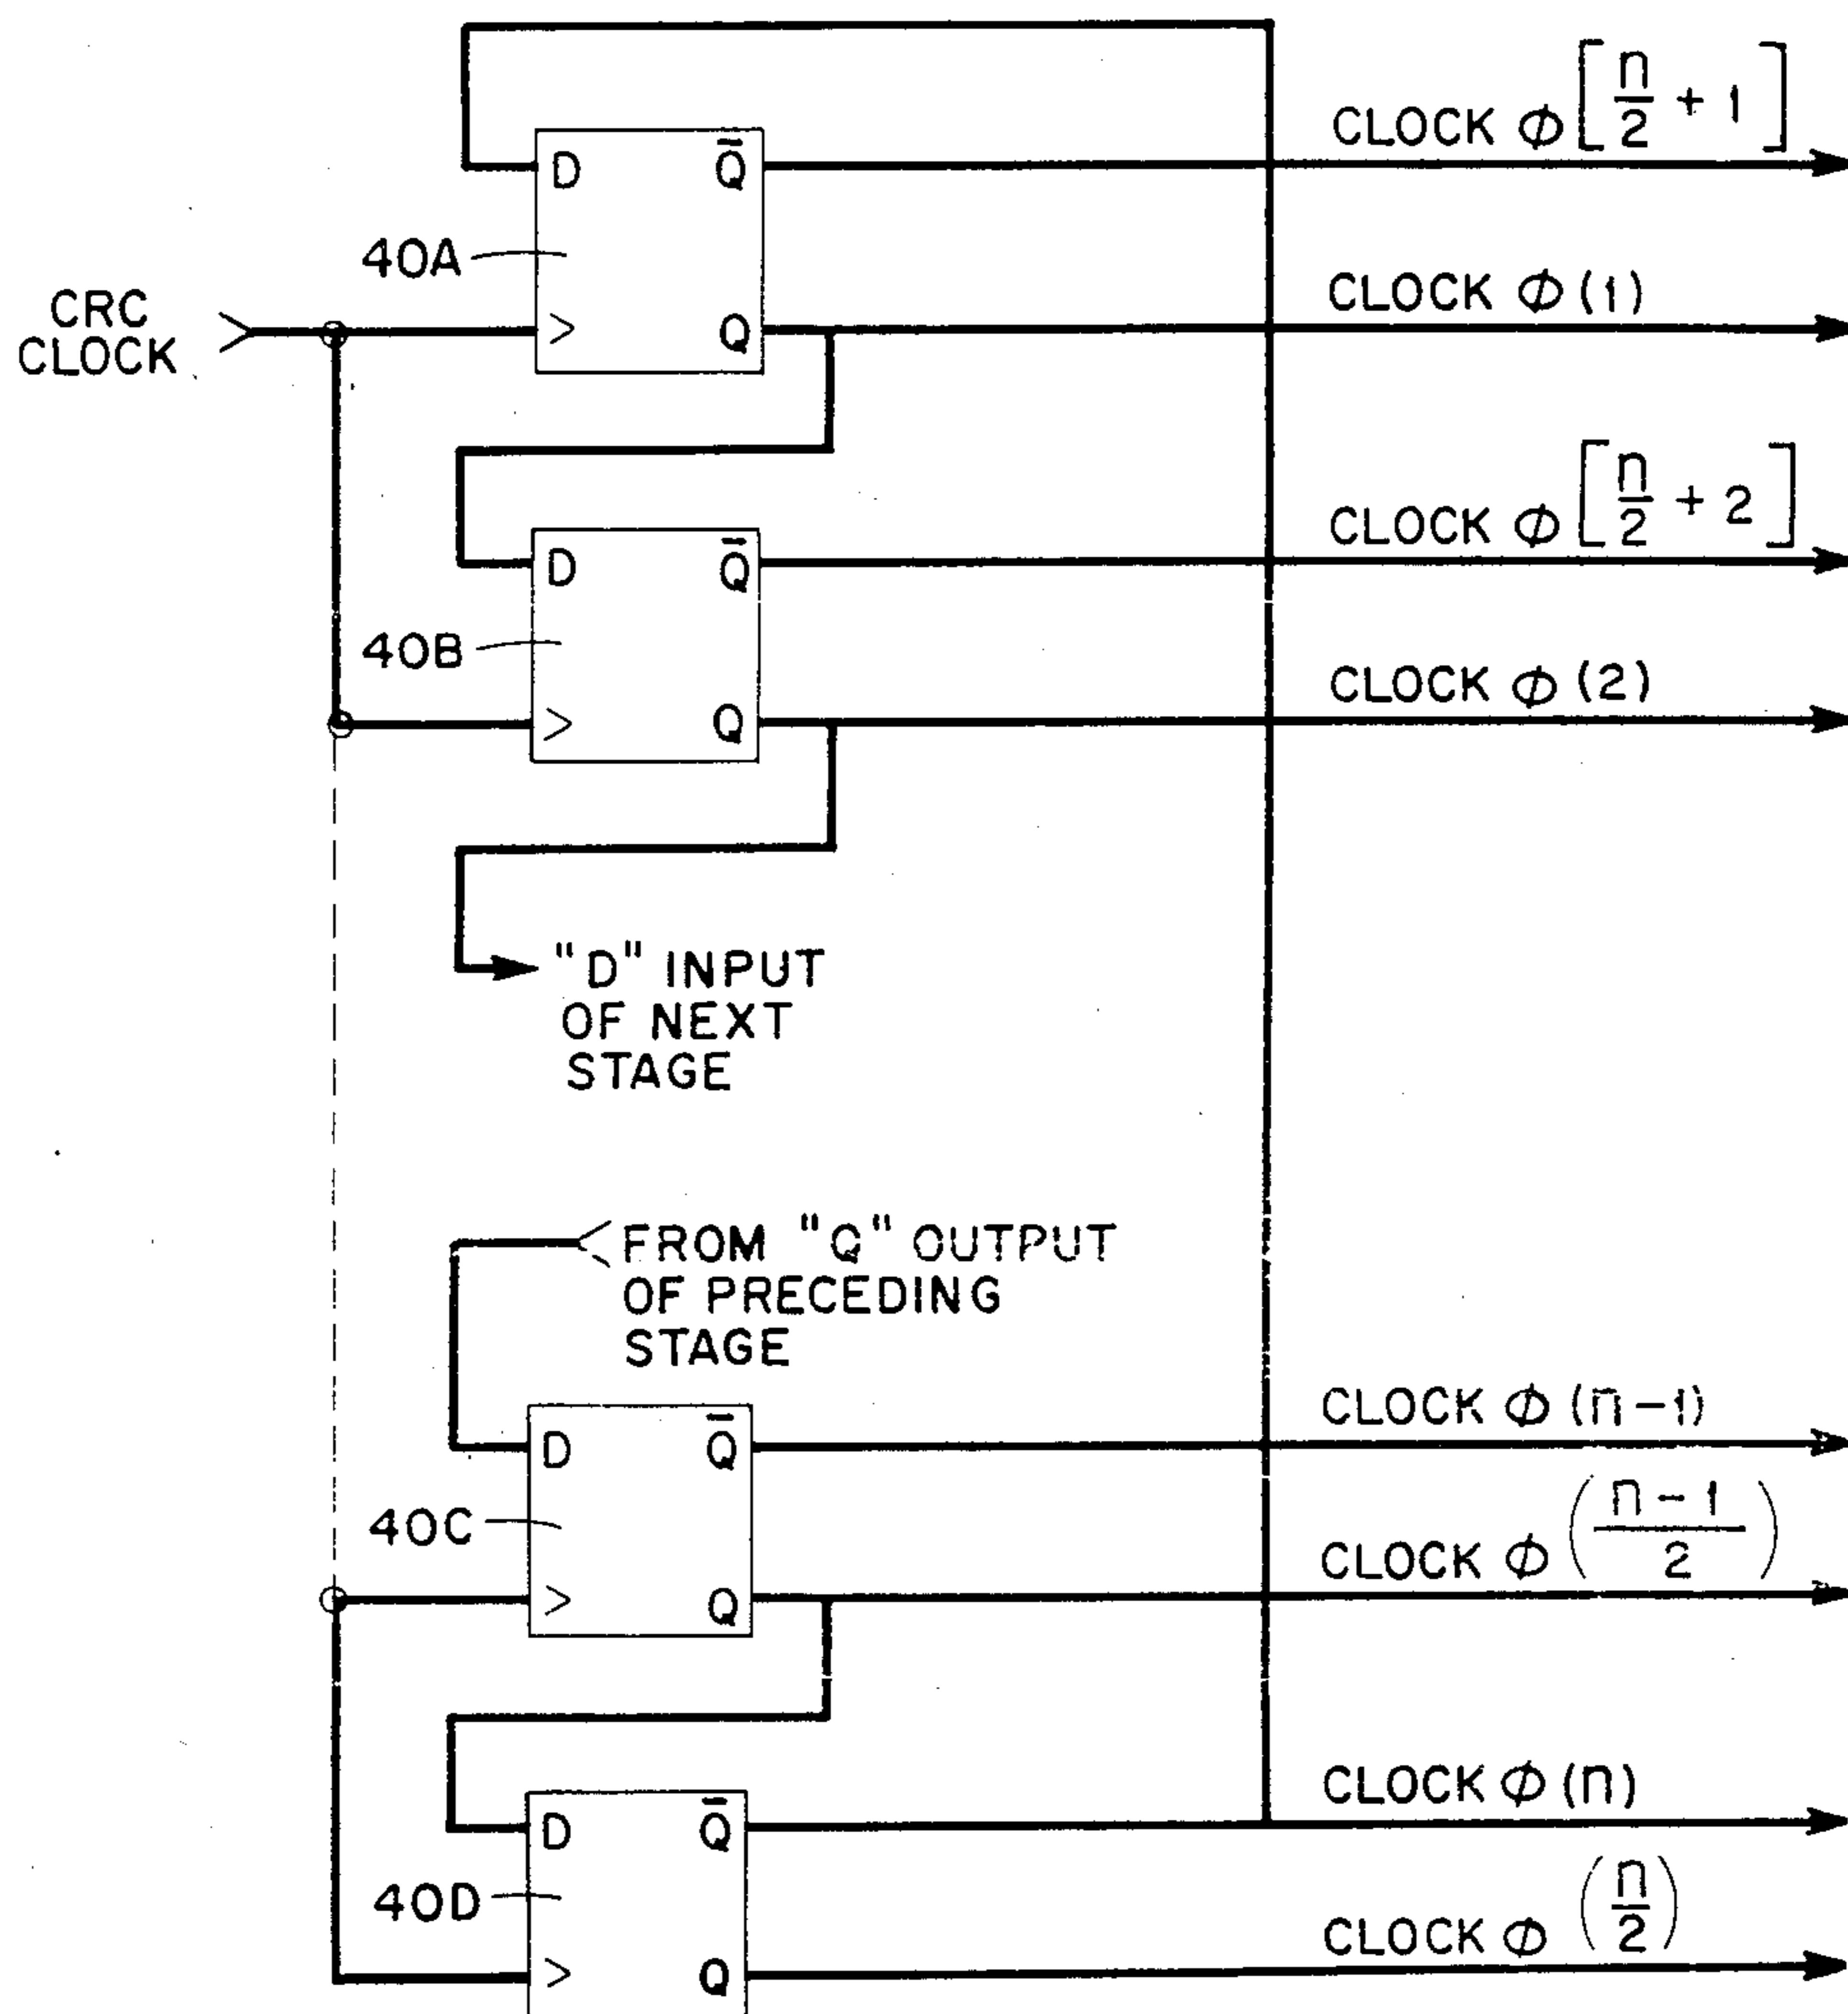 CLOCK Φ [n/2 + 1]
D Q̄
40A
CLOCK Φ (1)
CRC
CLOCK
> Q
CLOCK Φ [n/2 + 2]
D Q̄
40B
CLOCK Φ (2)
> Q
"D" INPUT
OF NEXT
STAGE
FROM "Q" OUTPUT
OF PRECEDING
STAGE
CLOCK Φ (n-1)
D Q̄
40C
CLOCK Φ (n-1/2)
> Q
CLOCK Φ (n)
D Q̄
40D
CLOCK Φ (n/2)
> Q